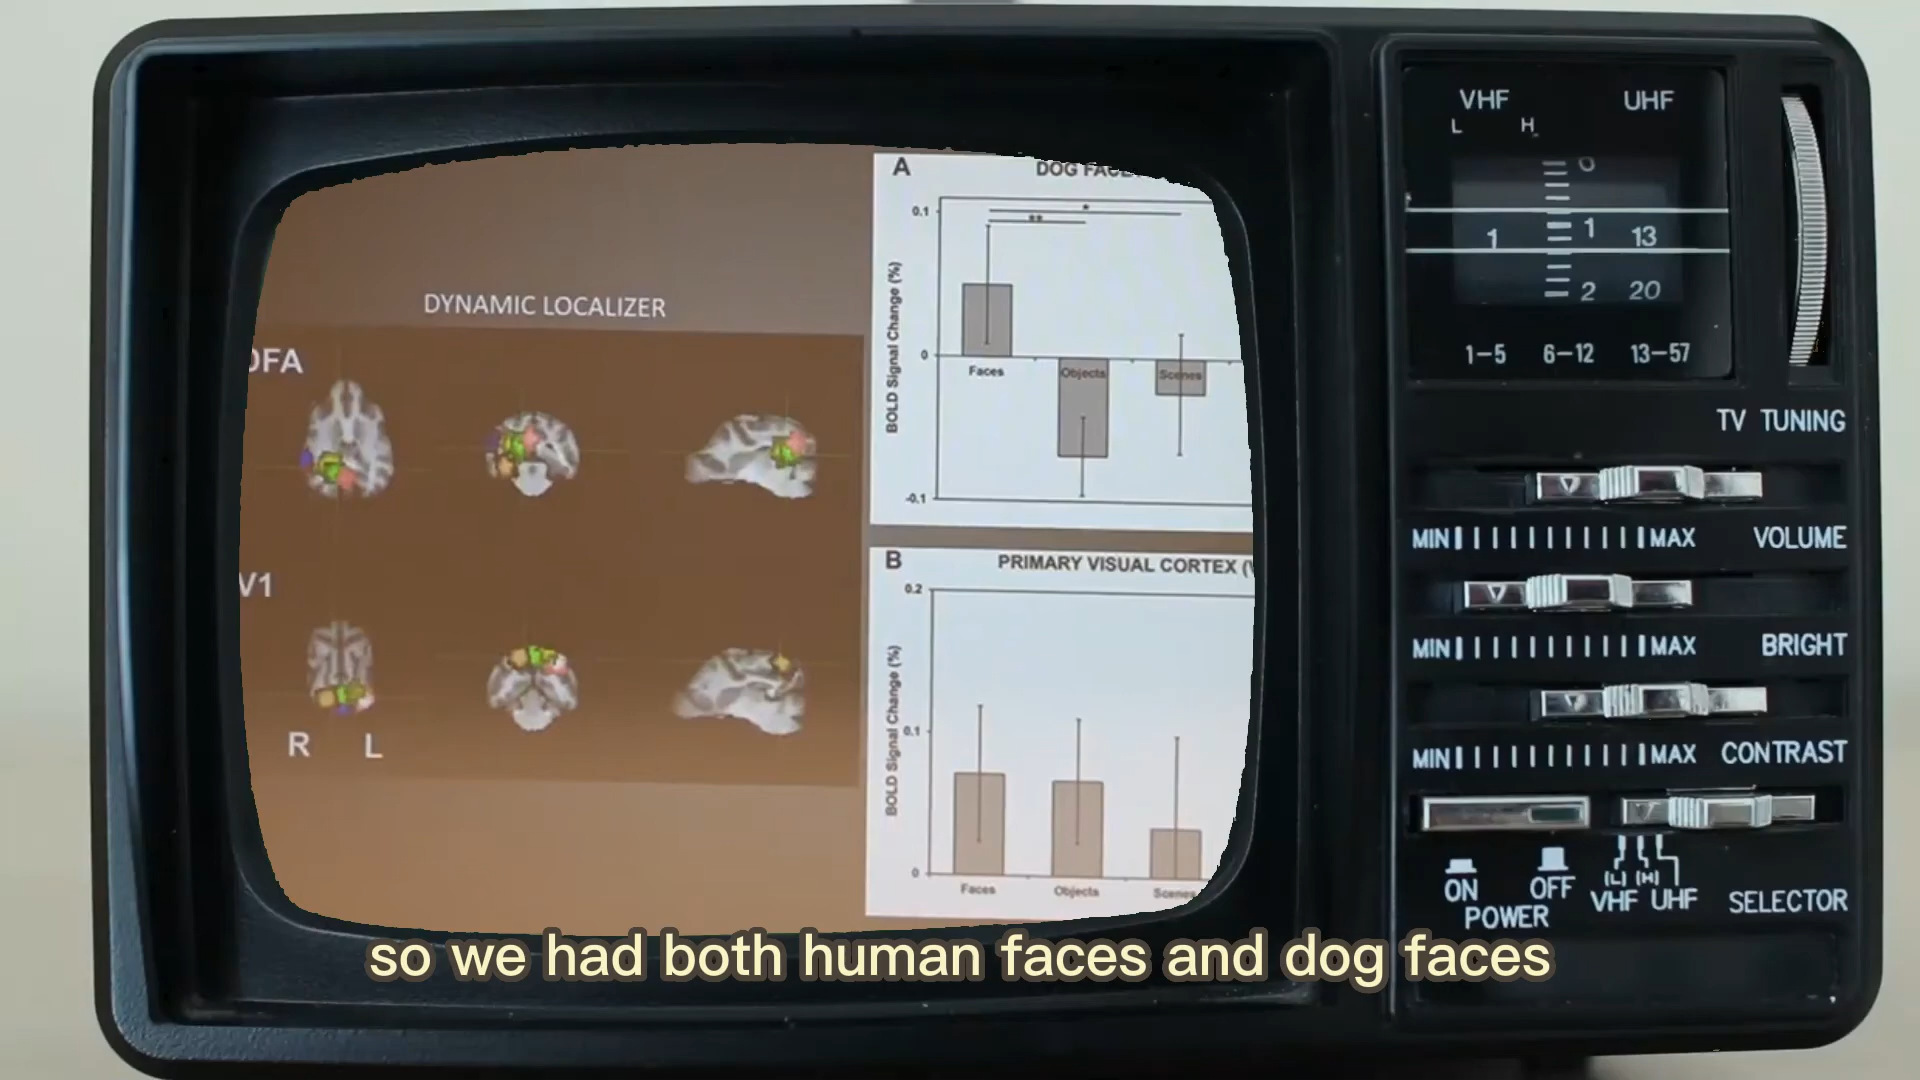 DYNAMIC LOCALIZER
DFA
V1
R L
A
DOG FACE
BOLD Signal Change (%)
0.1
0
-0.1
* 
**
Faces Objects Scenes
B
PRIMARY VISUAL CORTEX (V
BOLD Signal Change (%)
0.2
0.1
0
Faces Objects Scenes
so we had both human faces and dog faces
VHF UHF
L H
0
1 1 13
2 20
1-5 6-12 13-57
TV TUNING
MIN MAX VOLUME
MIN MAX BRIGHT
MIN MAX CONTRAST
ON OFF
POWER
(L) (H)
VHF UHF
SELECTOR